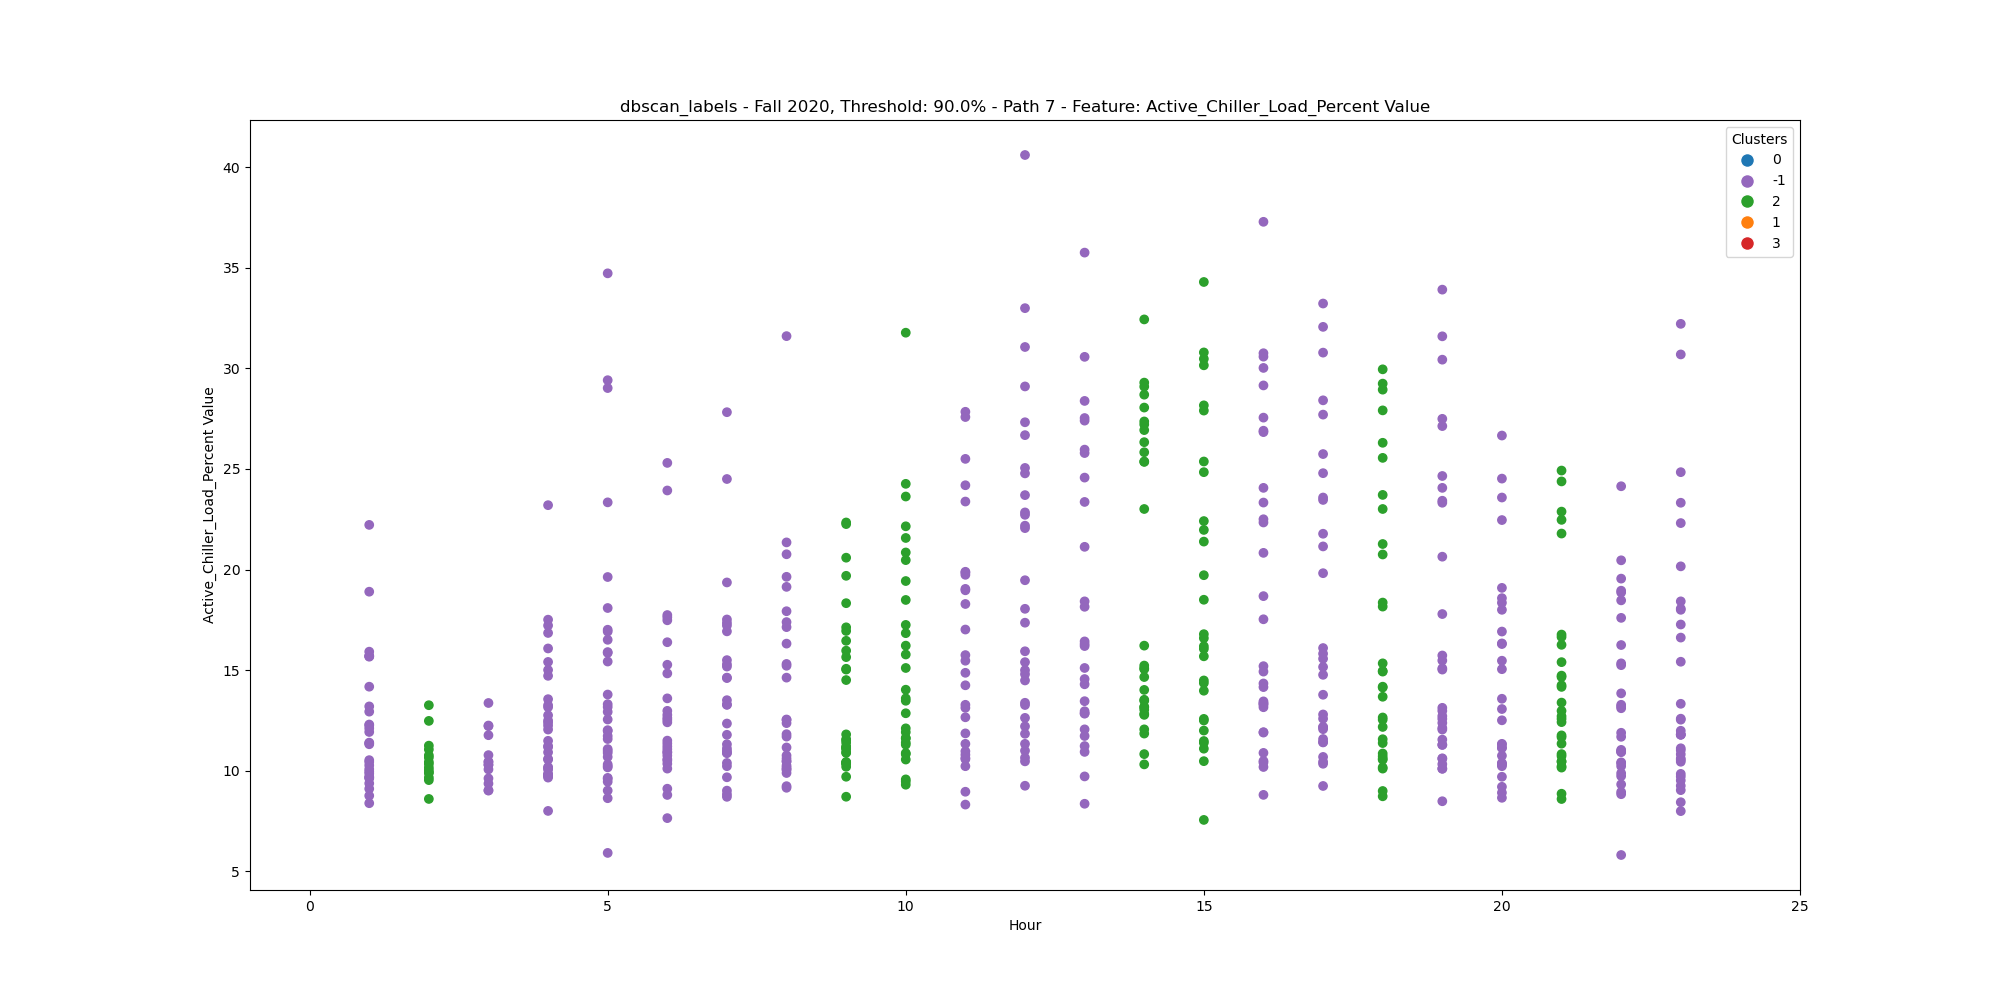 dbscan_labels - Fall 2020, Threshold: 90.0% - Path 7 - Feature: Active_Chiller_Load_Percent Value
Clusters
0
-1
2
1
3
Active_Chiller_Load_Percent Value
40
35
30
25
20
15
10
5
0 5 10 15 20 25
Hour